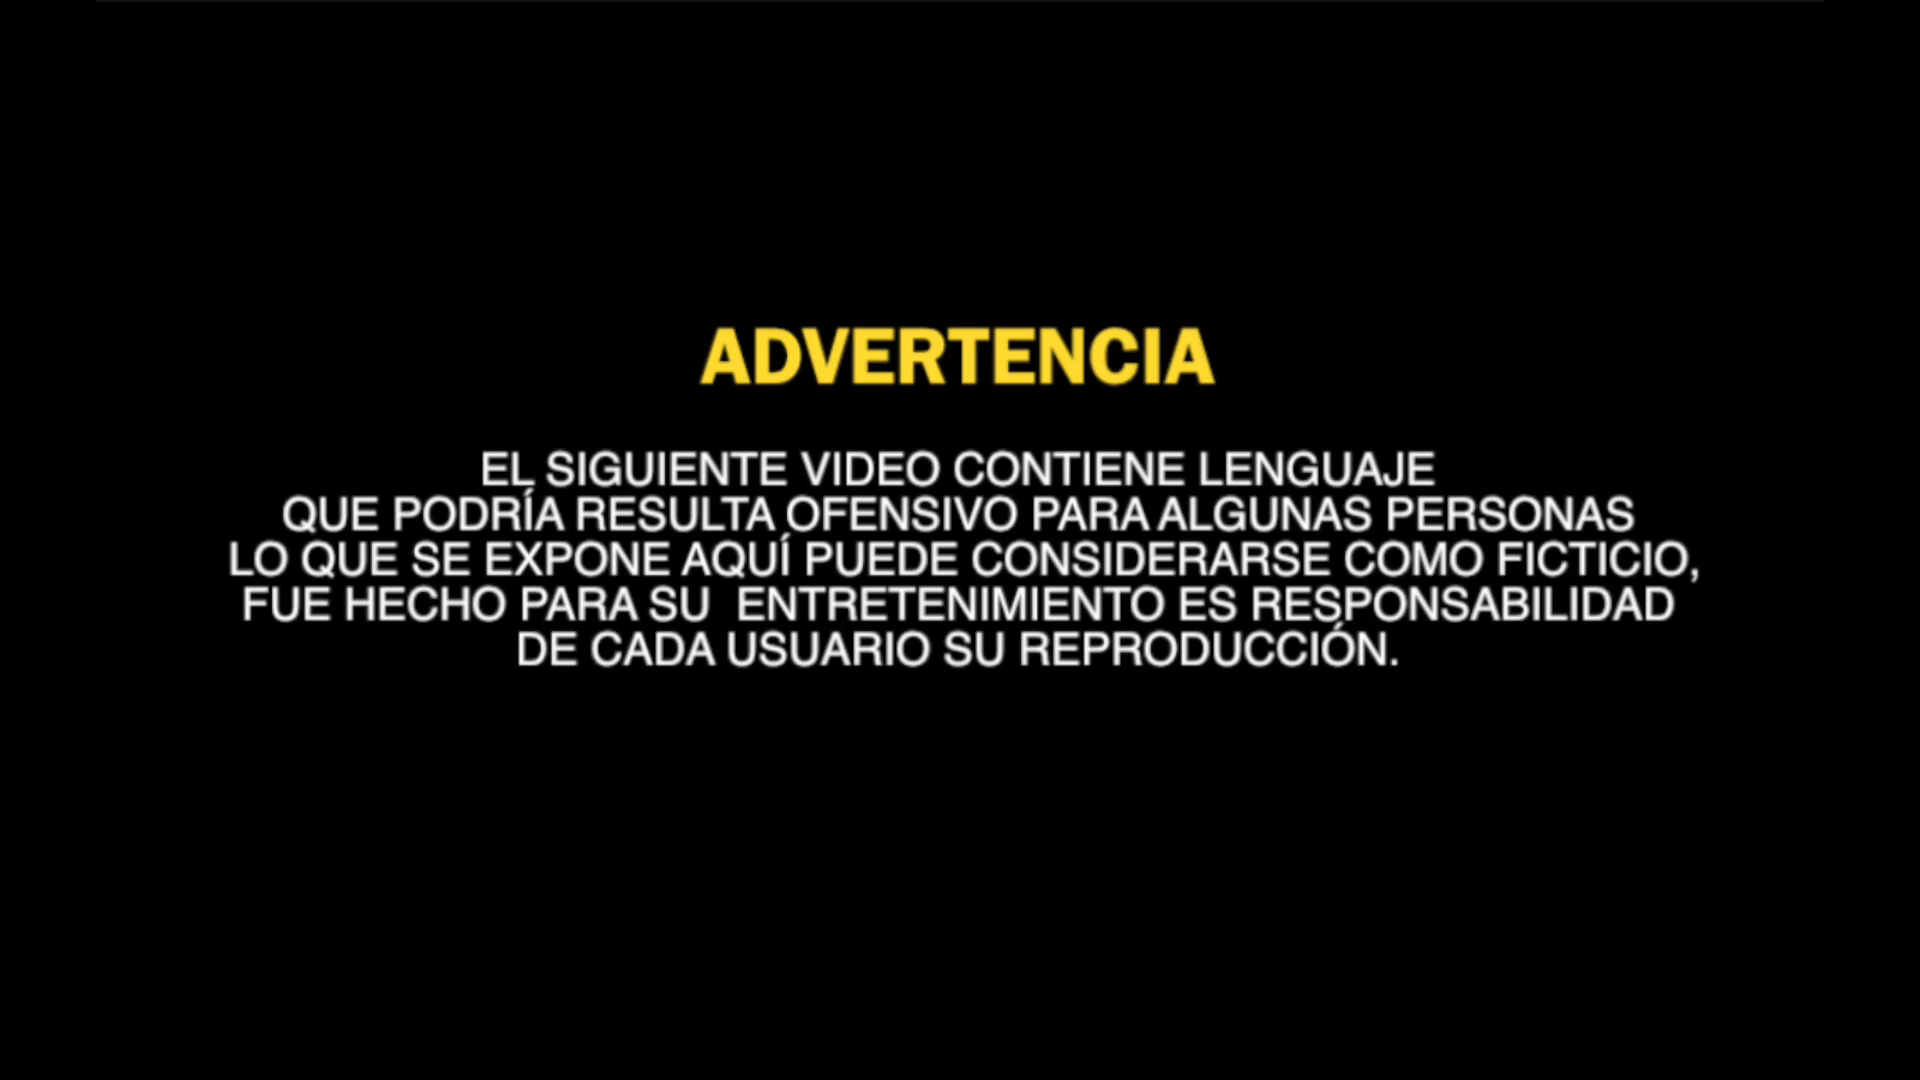 ADVERTENCIA
EL SIGUIENTE VIDEO CONTIENE LENGUAJE
QUE PODRÍA RESULTA OFENSIVO PARA ALGUNAS PERSONAS
LO QUE SE EXPONE AQUÍ PUEDE CONSIDERARSE COMO FICTICIO,
FUE HECHO PARA SU  ENTRETENIMIENTO ES RESPONSABILIDAD
DE CADA USUARIO SU REPRODUCCIÓN.